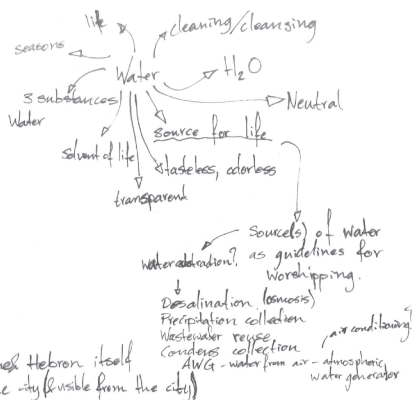 life
cleaning/cleansing
seasons
Water
H₂O
3 substances
Water
Neutral
source for life
solvent of life
tasteless, odorless
transparent
Source(s) of water
as guidelines for
worshipping.
water
Desalination (osmosis)
Precipitation collection
Wastewater reuse
Condens collection
air conditioning?
AWG - water from air - atmospheric
water generator
Hebron itself
city (& visible from the city)